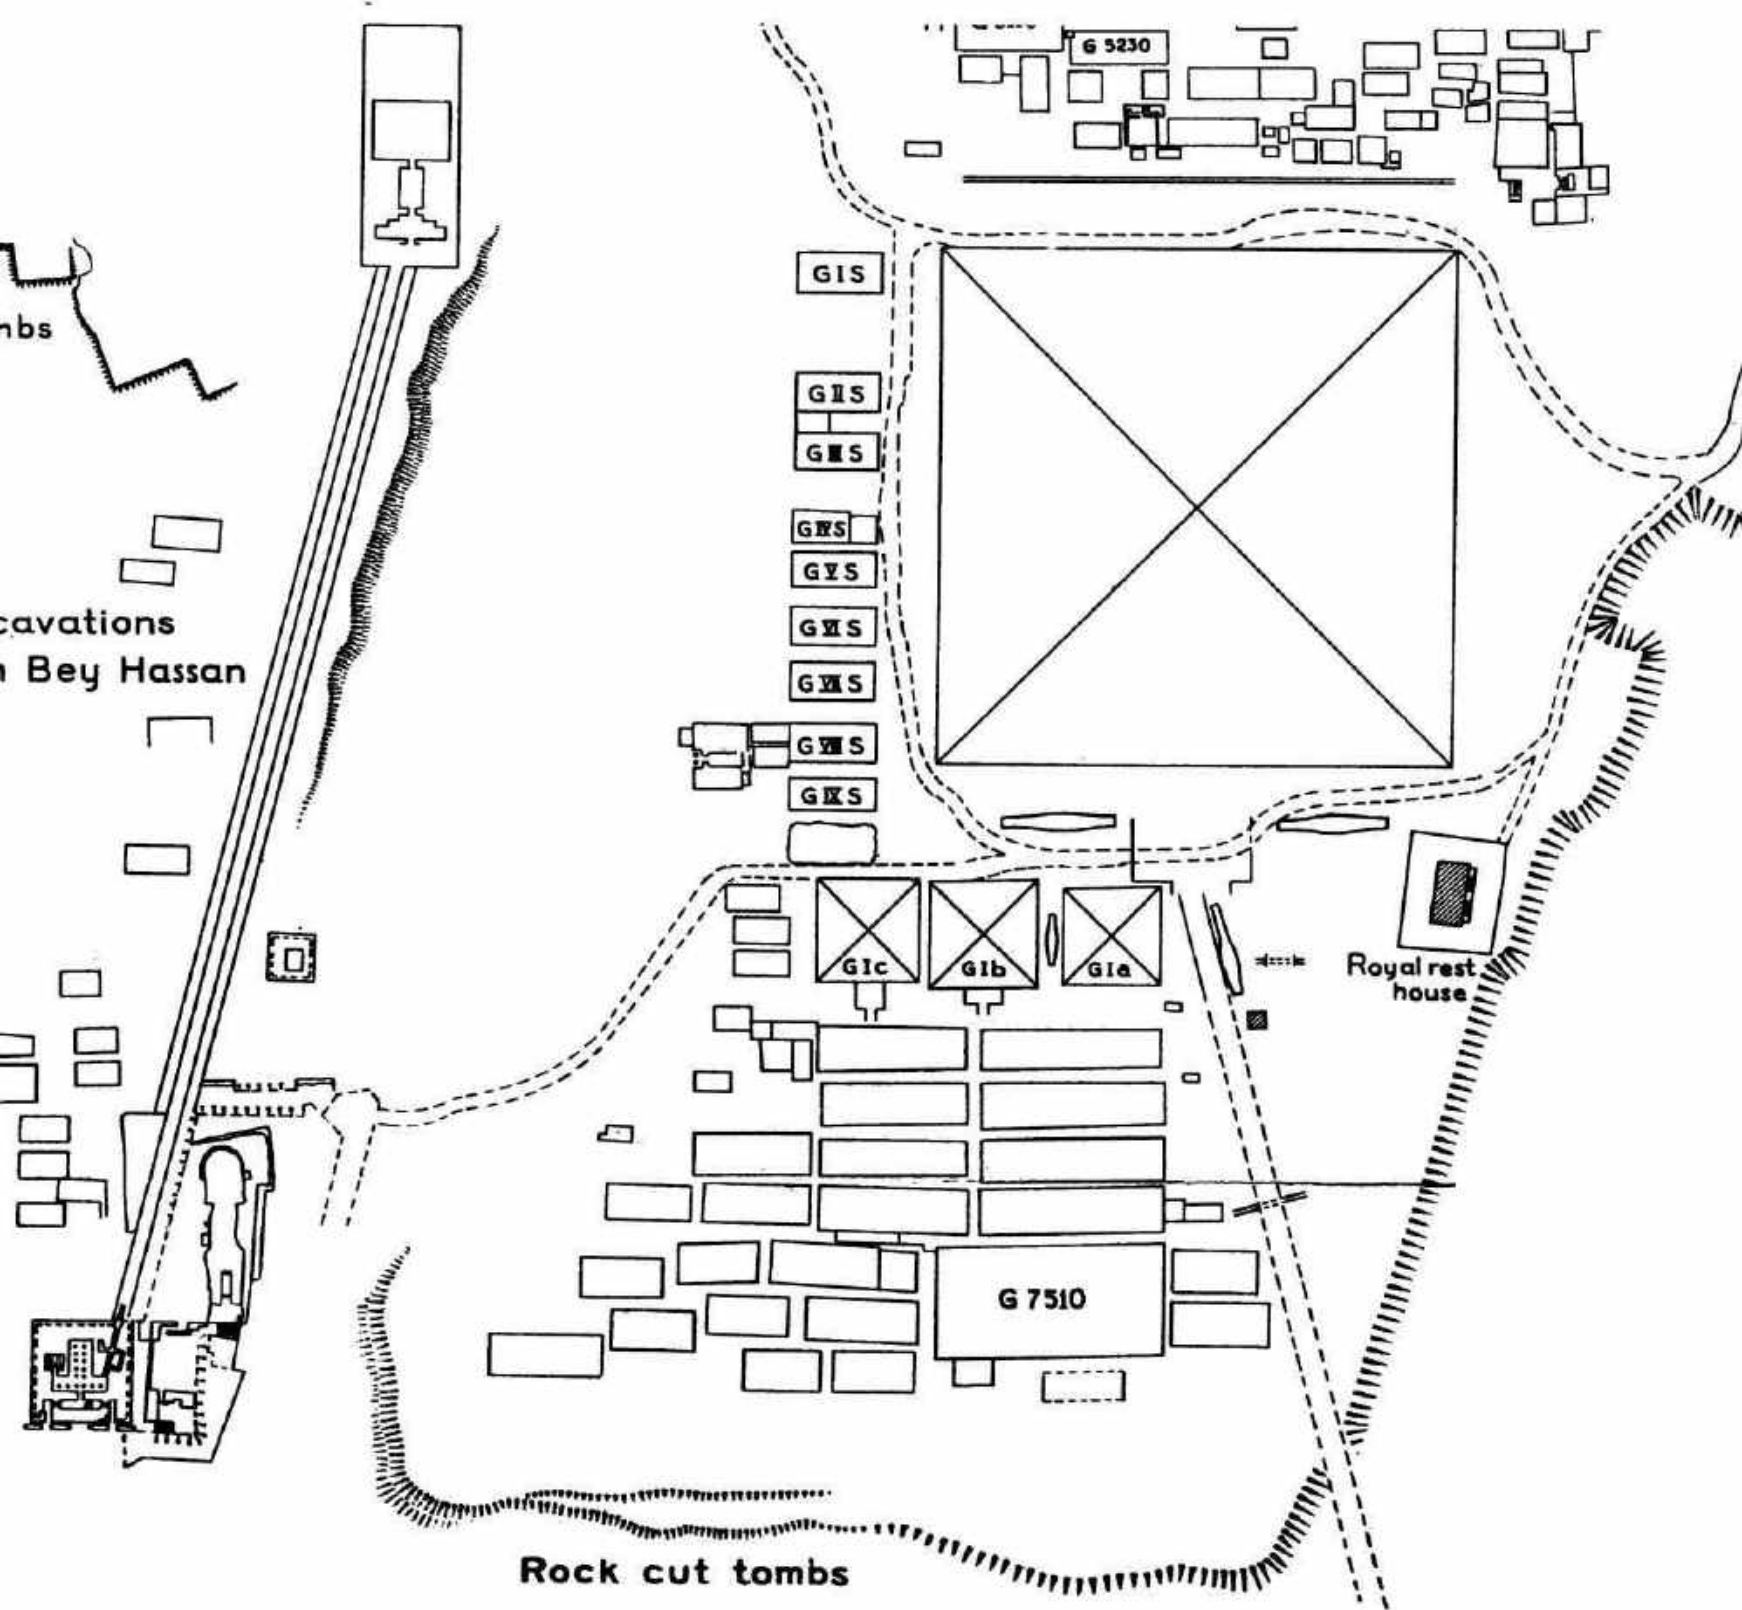 G 5230
GIS
mbs
GIIS
GIIIS
GIVS
GVS
cavations
GVIS
n Bey Hassan
GVIIS
GVIIIS
GIXS
GIc
GIb
GIa
Royal rest
house
G 7510
Rock cut tombs